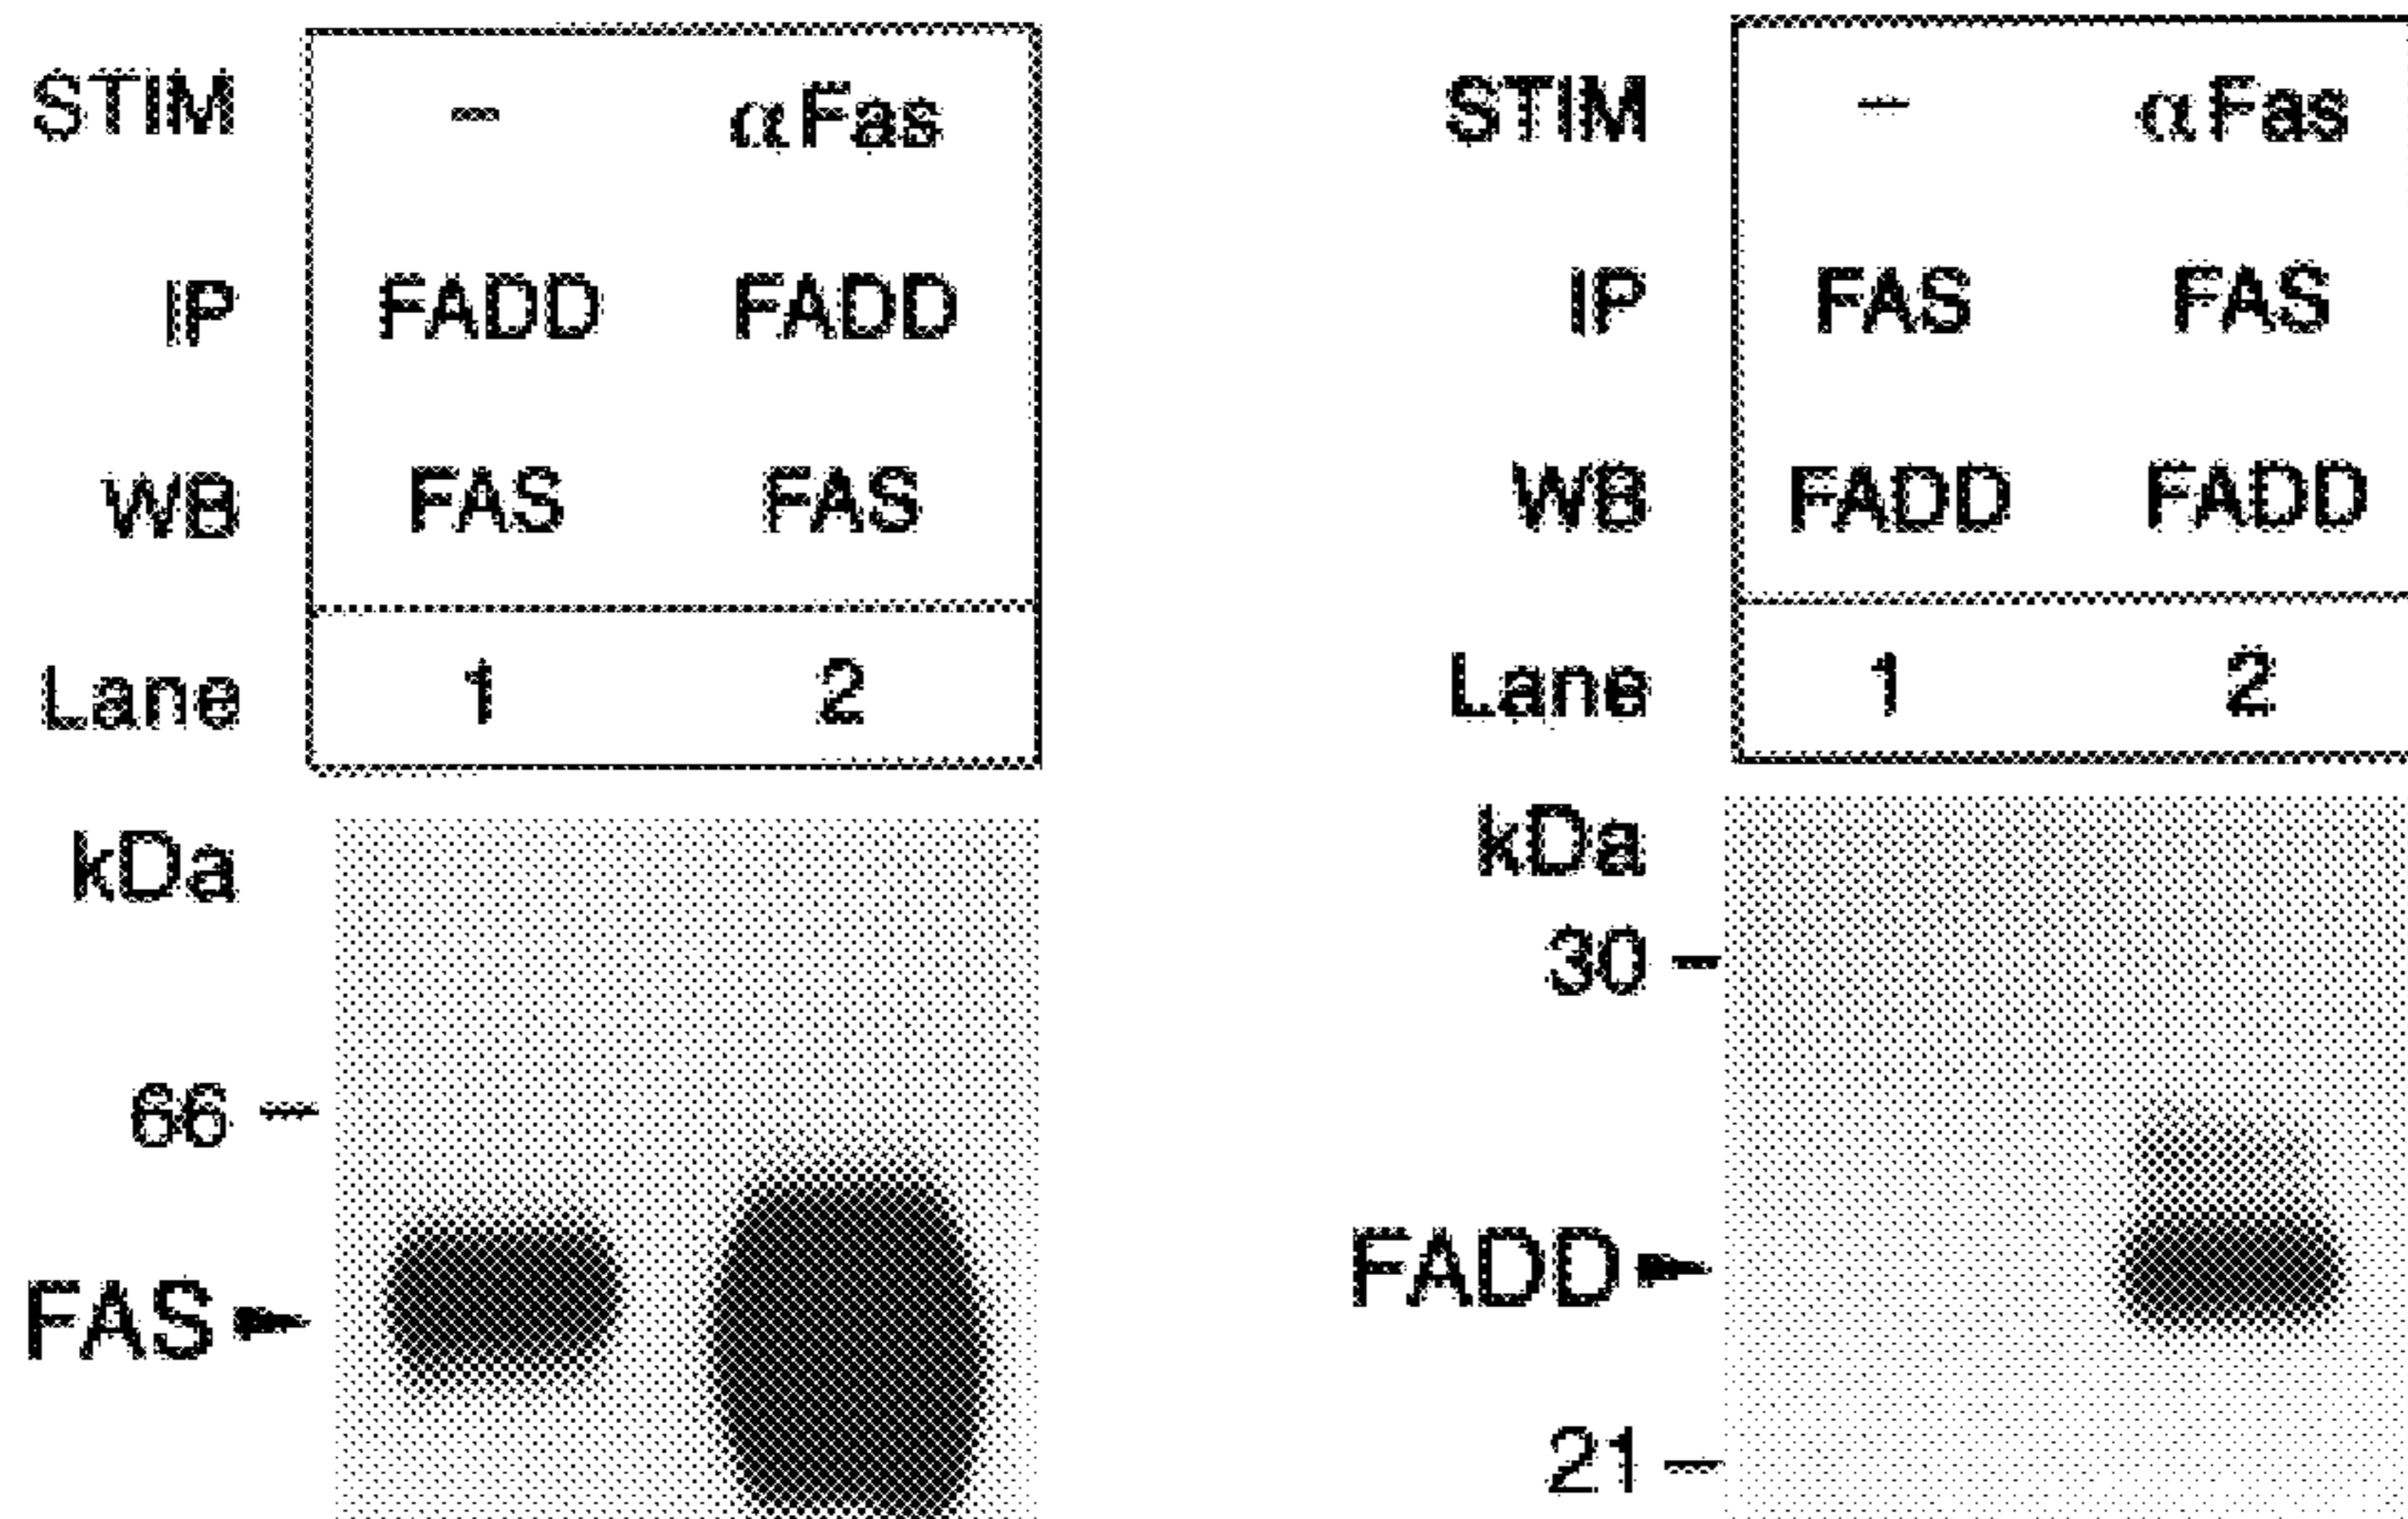 STIM - αFas
IP FADD FADD
WB FAS FAS
Lane 1 2
kDa
66 -
FAS
STIM - αFas
IP FAS FAS
WB FADD FADD
Lane 1 2
kDa
30 -
FADD
21 -